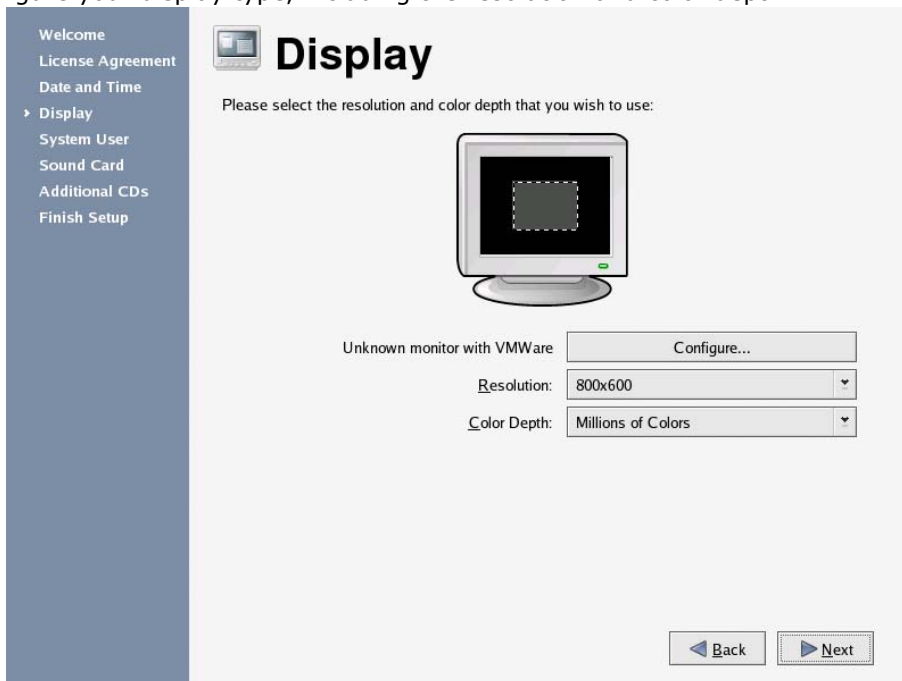 Welcome
License Agreement
Date and Time
Display
System User
Sound Card
Additional CDs
Finish Setup
Display
Please select the resolution and color depth that you wish to use:
Unknown monitor with VMWare
Configure...
Resolution:
800x600
Color Depth:
Millions of Colors
Back
Next